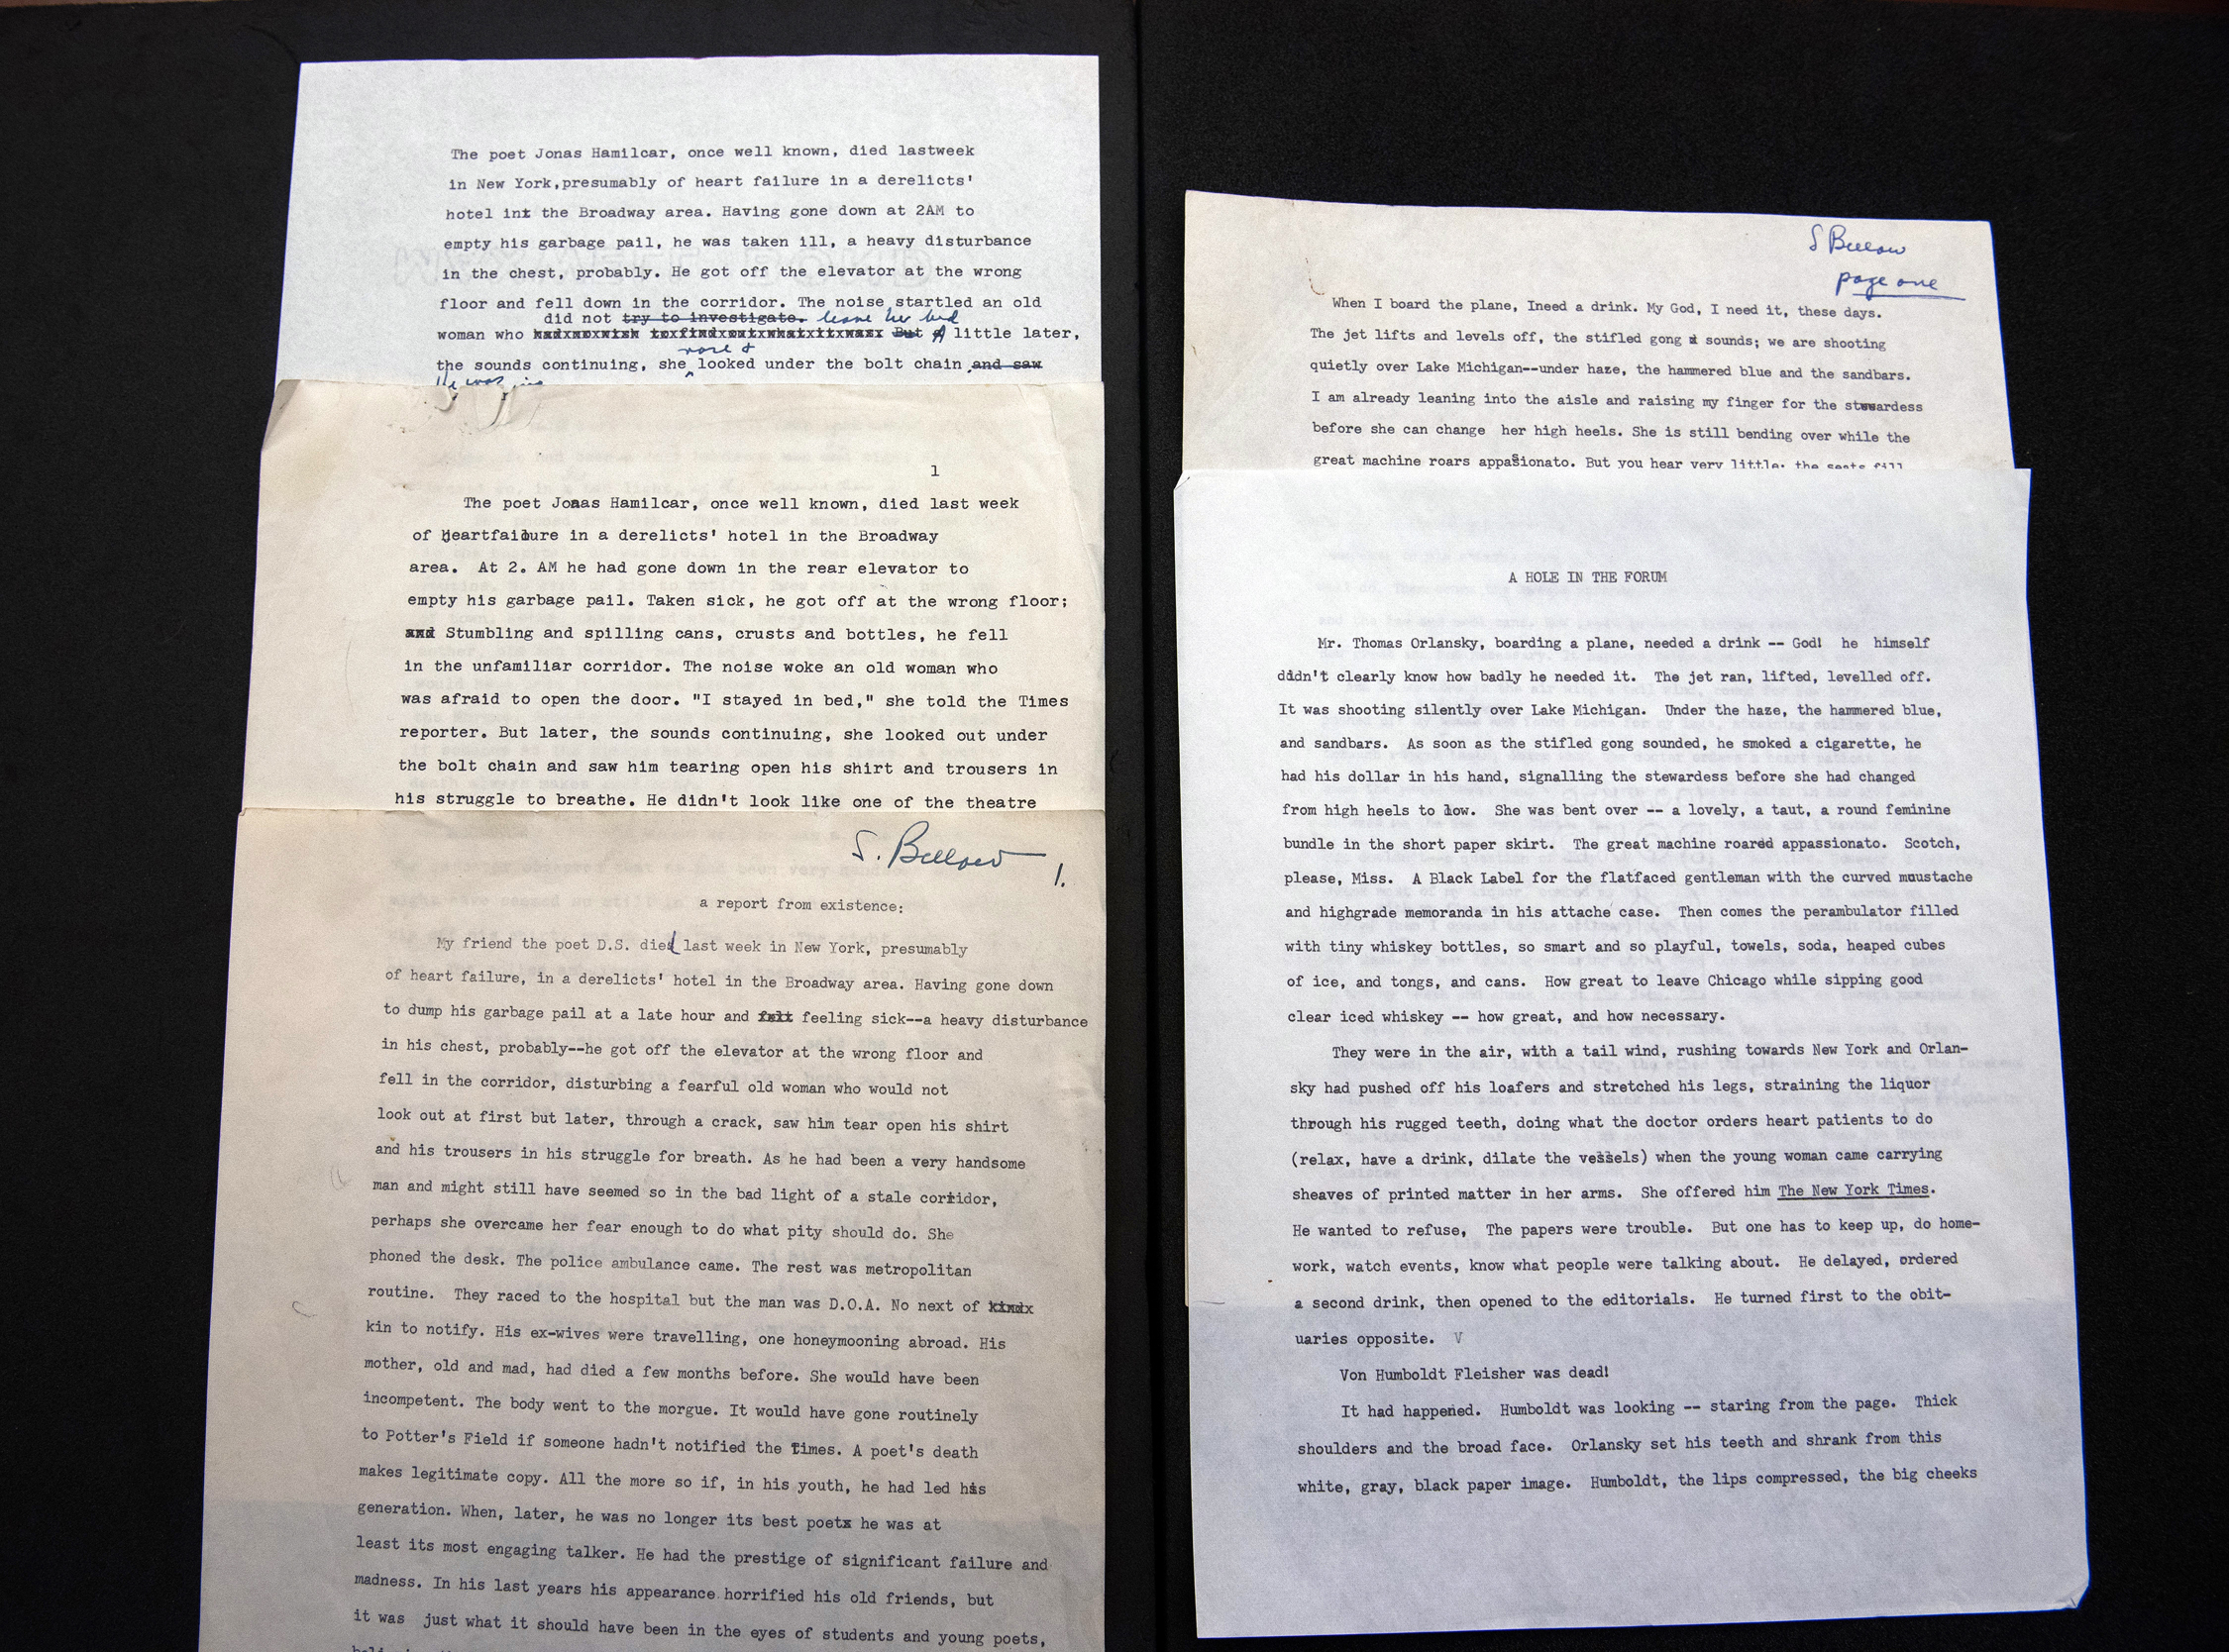 The poet Jonas Hamilcar, once well known, died lastweek
in New York,presumably of heart failure in a derelicts'
hotel inx the Broadway area. Having gone down at 2AM to
empty his garbage pail, he was taken ill, a heavy disturbance
in the chest, probably. He got off the elevator at the wrong
floor and fell down in the corridor. The noise startled an old
did not try to investigate. leave her bed
woman who hadxnoxwish toxfindxoutxwhatxitxwasx But A little later,
rose &
the sounds continuing, she looked under the bolt chain and saw
He was
1
The poet Jonas Hamilcar, once well known, died last week
of heartfailure in a derelicts' hotel in the Broadway
area. At 2. AM he had gone down in the rear elevator to
empty his garbage pail. Taken sick, he got off at the wrong floor;
and Stumbling and spilling cans, crusts and bottles, he fell
in the unfamiliar corridor. The noise woke an old woman who
was afraid to open the door. "I stayed in bed," she told the Times
reporter. But later, the sounds continuing, she looked out under
the bolt chain and saw him tearing open his shirt and trousers in
his struggle to breathe. He didn't look like one of the theatre
S. Bellow
1.
a report from existence:
My friend the poet D.S. died last week in New York, presumably
of heart failure, in a derelicts' hotel in the Broadway area. Having gone down
to dump his garbage pail at a late hour and felt feeling sick--a heavy disturbance
in his chest, probably--he got off the elevator at the wrong floor and
fell in the corridor, disturbing a fearful old woman who would not
look out at first but later, through a crack, saw him tear open his shirt
and his trousers in his struggle for breath. As he had been a very handsome
man and might still have seemed so in the bad light of a stale corridor,
perhaps she overcame her fear enough to do what pity should do. She
phoned the desk. The police ambulance came. The rest was metropolitan
routine. They raced to the hospital but the man was D.O.A. No next of kindx
kin to notify. His ex-wives were travelling, one honeymooning abroad. His
mother, old and mad, had died a few months before. She would have been
incompetent. The body went to the morgue. It would have gone routinely
to Potter's Field if someone hadn't notified the Times. A poet's death
makes legitimate copy. All the more so if, in his youth, he had led his
generation. When, later, he was no longer its best poetx he was at
least its most engaging talker. He had the prestige of significant failure and
madness. In his last years his appearance horrified his old friends, but
it was just what it should have been in the eyes of students and young poets,
S Bellow
page one
When I board the plane, Ineed a drink. My God, I need it, these days.
The jet lifts and levels off, the stifled gong sounds; we are shooting
quietly over Lake Michigan--under haze, the hammered blue and the sandbars.
I am already leaning into the aisle and raising my finger for the stewardess
before she can change her high heels. She is still bending over while the
great machine roars appasionato. But you hear very little: the seats fill
A HOLE IN THE FORUM
Mr. Thomas Orlansky, boarding a plane, needed a drink -- God! he himself
didn't clearly know how badly he needed it. The jet ran, lifted, levelled off.
It was shooting silently over Lake Michigan. Under the haze, the hammered blue,
and sandbars. As soon as the stifled gong sounded, he smoked a cigarette, he
had his dollar in his hand, signalling the stewardess before she had changed
from high heels to low. She was bent over -- a lovely, a taut, a round feminine
bundle in the short paper skirt. The great machine roared appassionato. Scotch,
please, Miss. A Black Label for the flatfaced gentleman with the curved moustache
and highgrade memoranda in his attache case. Then comes the perambulator filled
with tiny whiskey bottles, so smart and so playful, towels, soda, heaped cubes
of ice, and tongs, and cans. How great to leave Chicago while sipping good
clear iced whiskey -- how great, and how necessary.
They were in the air, with a tail wind, rushing towards New York and Orlan-
sky had pushed off his loafers and stretched his legs, straining the liquor
through his rugged teeth, doing what the doctor orders heart patients to do
(relax, have a drink, dilate the vessels) when the young woman came carrying
sheaves of printed matter in her arms. She offered him The New York Times.
He wanted to refuse, The papers were trouble. But one has to keep up, do home-
work, watch events, know what people were talking about. He delayed, ordered
a second drink, then opened to the editorials. He turned first to the obit-
uaries opposite. V
Von Humboldt Fleisher was dead!
It had happened. Humboldt was looking -- staring from the page. Thick
shoulders and the broad face. Orlansky set his teeth and shrank from this
white, gray, black paper image. Humboldt, the lips compressed, the big cheeks